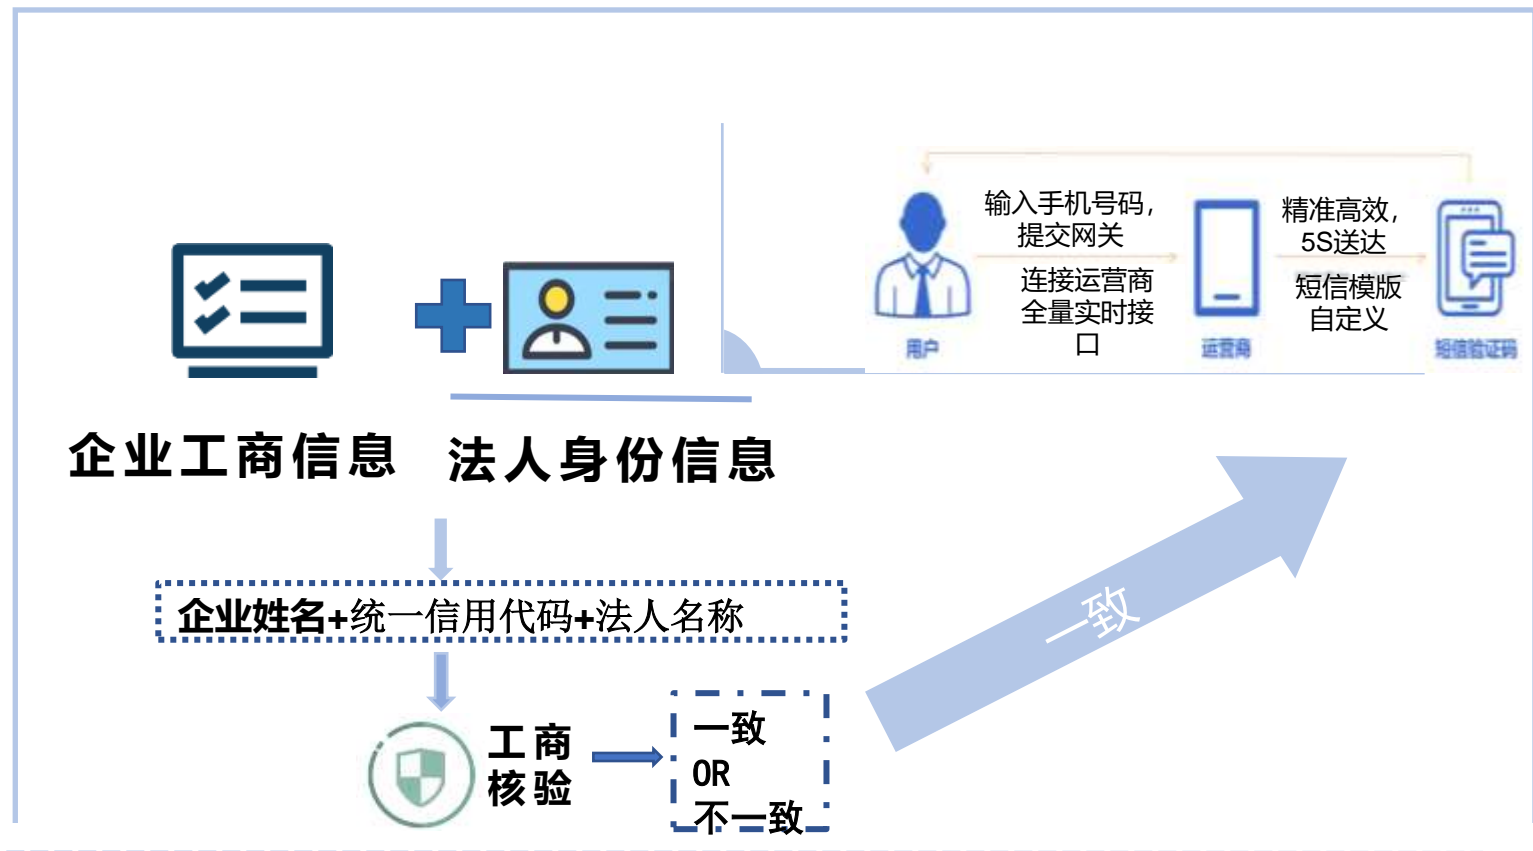 输入手机号码，
提交网关
连接运营商
全量实时接
口
精准高效，
5S送达
短信模版
自定义
用户
运营商
短信验证码
企业工商信息
法人身份信息
企业姓名+统一信用代码+法人名称
工商
核验
一致
OR
不一致
一致